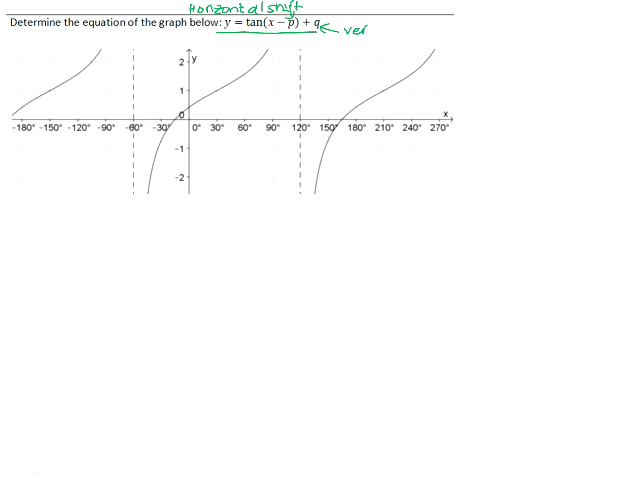 Horizontal shift
Determine the equation of the graph below: y = tan(x − p) + q ← ver
2 y
1
0 x
-180° -150° -120° -90° -60° -30° 0° 30° 60° 90° 120° 150° 180° 210° 240° 270°
-1
-2